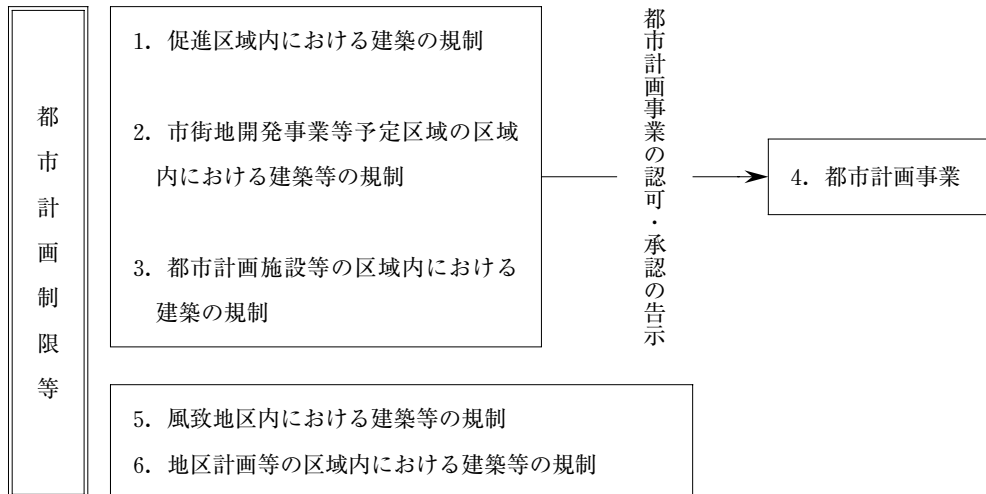 都市計画制限等
1. 促進区域内における建築の規制
2. 市街地開発事業等予定区域の区域
内における建築等の規制
3. 都市計画施設等の区域内における
建築の規制
都市計画事業の認可・承認の告示
4. 都市計画事業
5. 風致地区内における建築等の規制
6. 地区計画等の区域内における建築等の規制